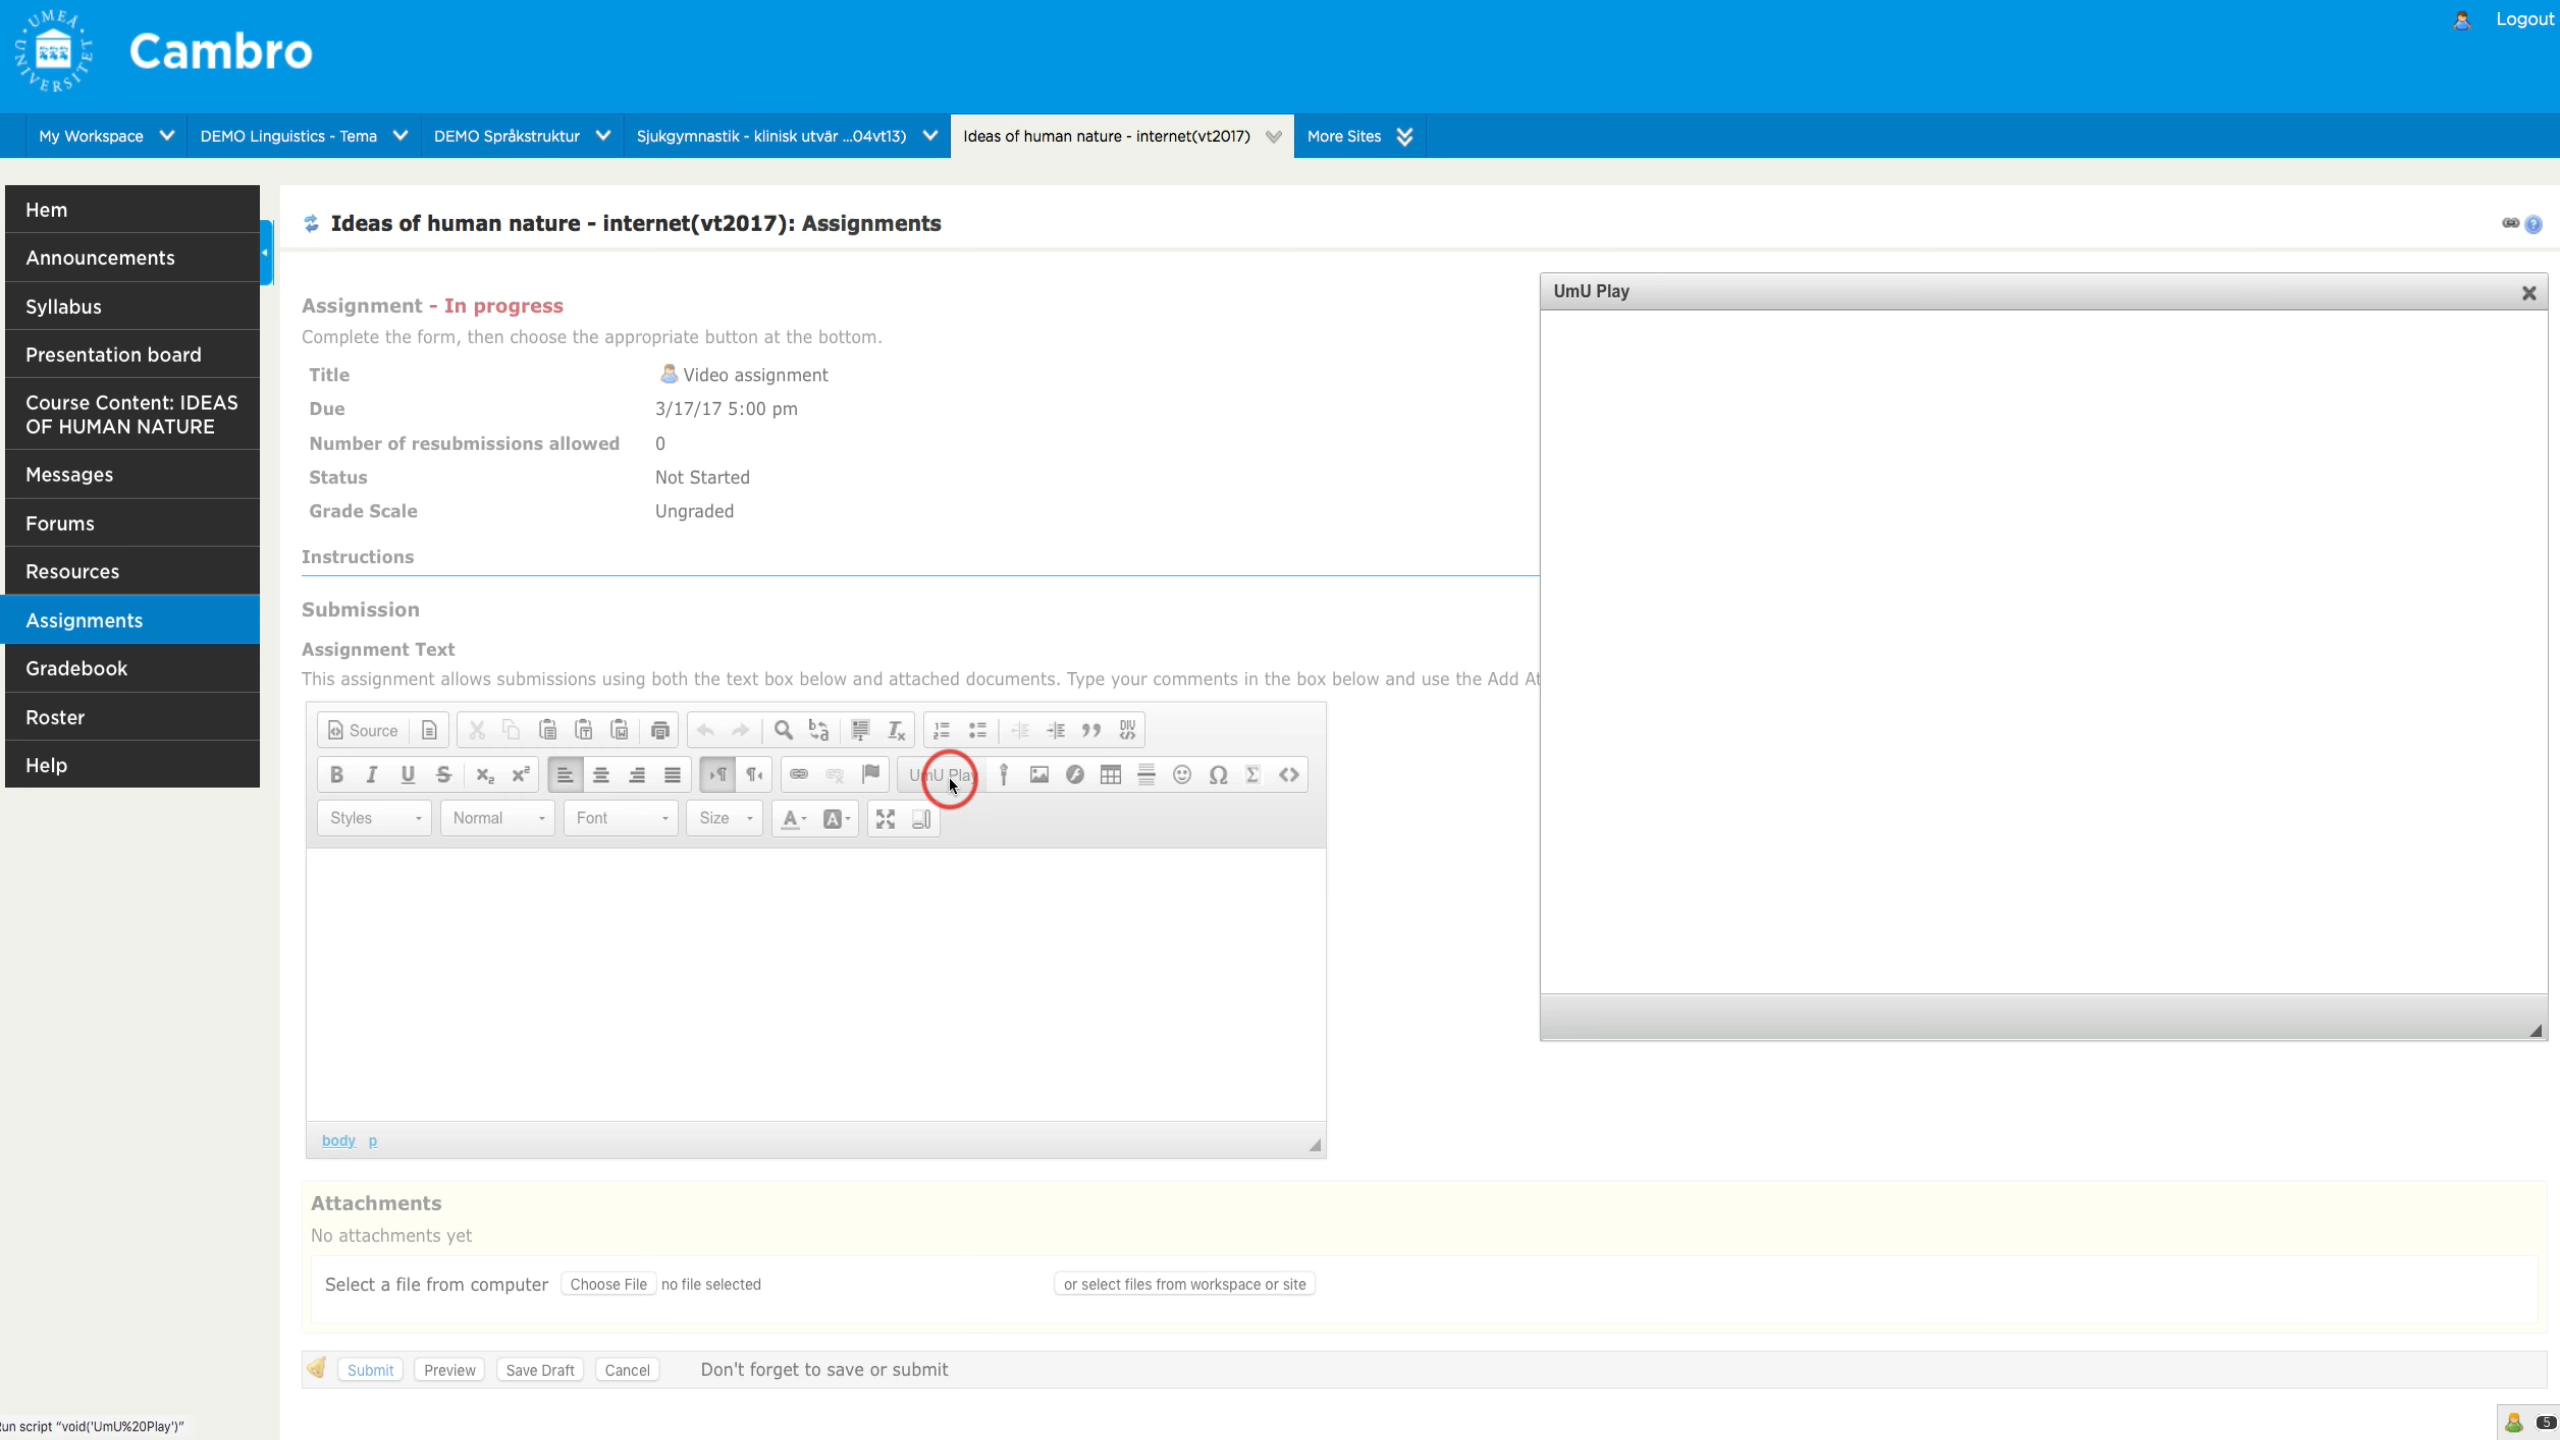 UMEÅ UNIVERSITET
Cambro
Logout
My Workspace
DEMO Linguistics - Tema
DEMO Språkstruktur
Sjukgymnastik - klinisk utvär ...04vt13)
Ideas of human nature - internet(vt2017)
More Sites
Hem
Announcements
Syllabus
Presentation board
Course Content: IDEAS
OF HUMAN NATURE
Messages
Forums
Resources
Assignments
Gradebook
Roster
Help
Ideas of human nature - internet(vt2017): Assignments
Assignment - In progress
Complete the form, then choose the appropriate button at the bottom.
Title Video assignment
Due 3/17/17 5:00 pm
Number of resubmissions allowed 0
Status Not Started
Grade Scale Ungraded
Instructions
Submission
Assignment Text
This assignment allows submissions using both the text box below and attached documents. Type your comments in the box below and use the Add At
Source
UmU Play
Styles Normal Font Size
body p
UmU Play
Attachments
No attachments yet
Select a file from computer Choose File no file selected or select files from workspace or site
Submit Preview Save Draft Cancel Don't forget to save or submit
un script "void('UmU%20Play')"
5